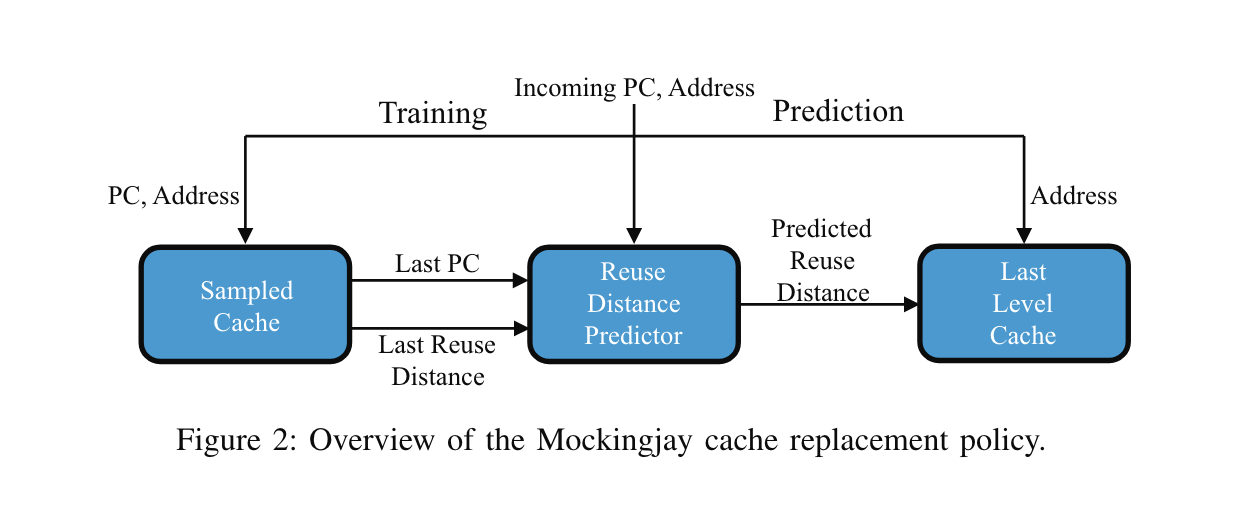 Incoming PC, Address
Training
Prediction
PC, Address
Address
Sampled
Cache
Last PC
Last Reuse
Distance
Reuse
Distance
Predictor
Predicted
Reuse
Distance
Last
Level
Cache
Figure 2: Overview of the Mockingjay cache replacement policy.